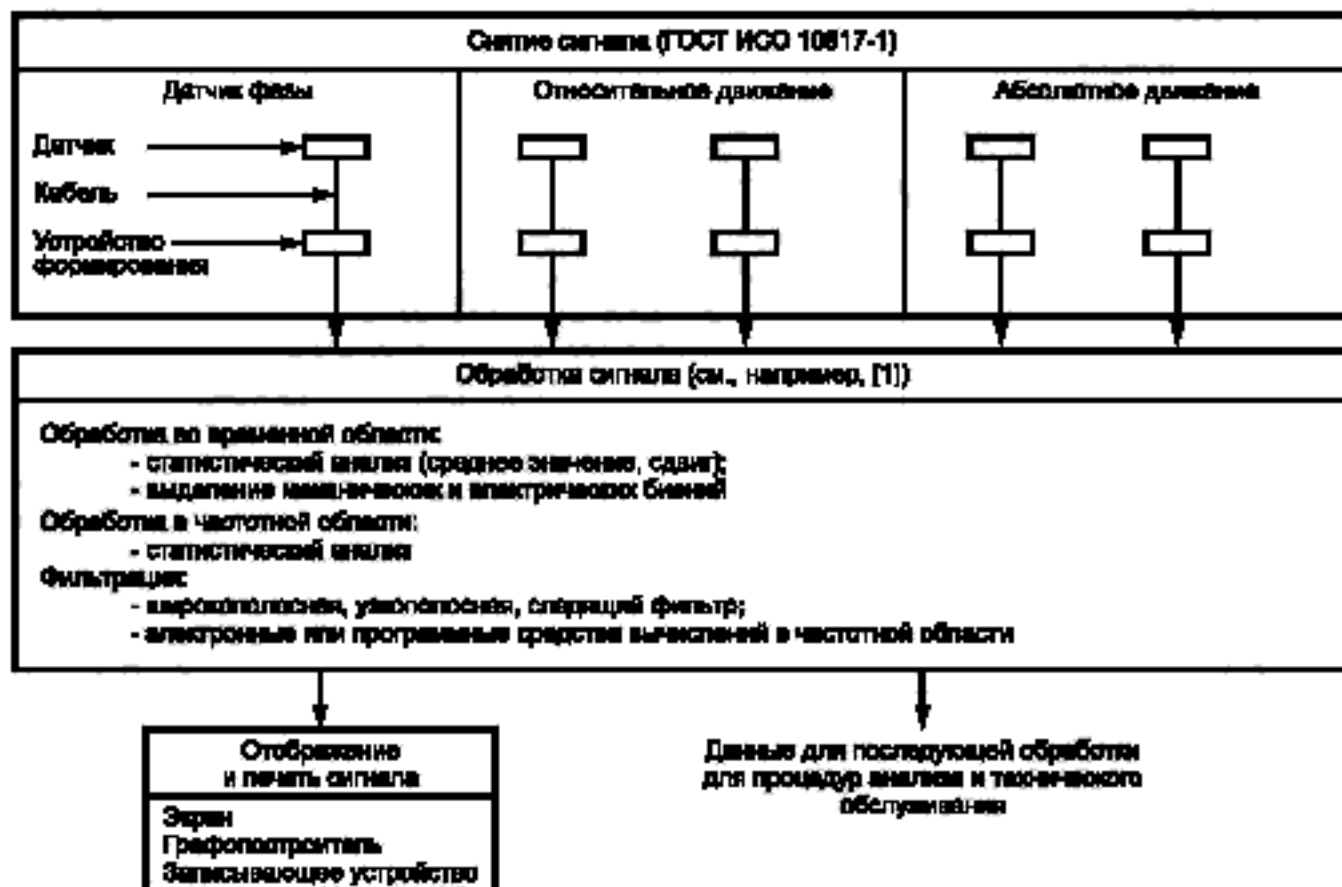 Снятие сигнала (ГОСТ ИСО 10817-1)
Датчик фазы
Относительное движение
Абсолютное движение
Датчик
Кабель
Устройство
формирования
Обработка сигнала (см., например, [1])
Обработка во временной области:
- статистический анализ (среднее значение, сдвиг);
- выделение механических и электрических биений
Обработка в частотной области:
- статистический анализ
Фильтрация:
- широкополосная, узкополосная, следящий фильтр;
- электронные или программные средства вычислений в частотной области
Отображение
и печать сигнала
Экран
Графопостроитель
Записывающее устройство
Данные для последующей обработки
для процедур анализа и технического
обслуживания